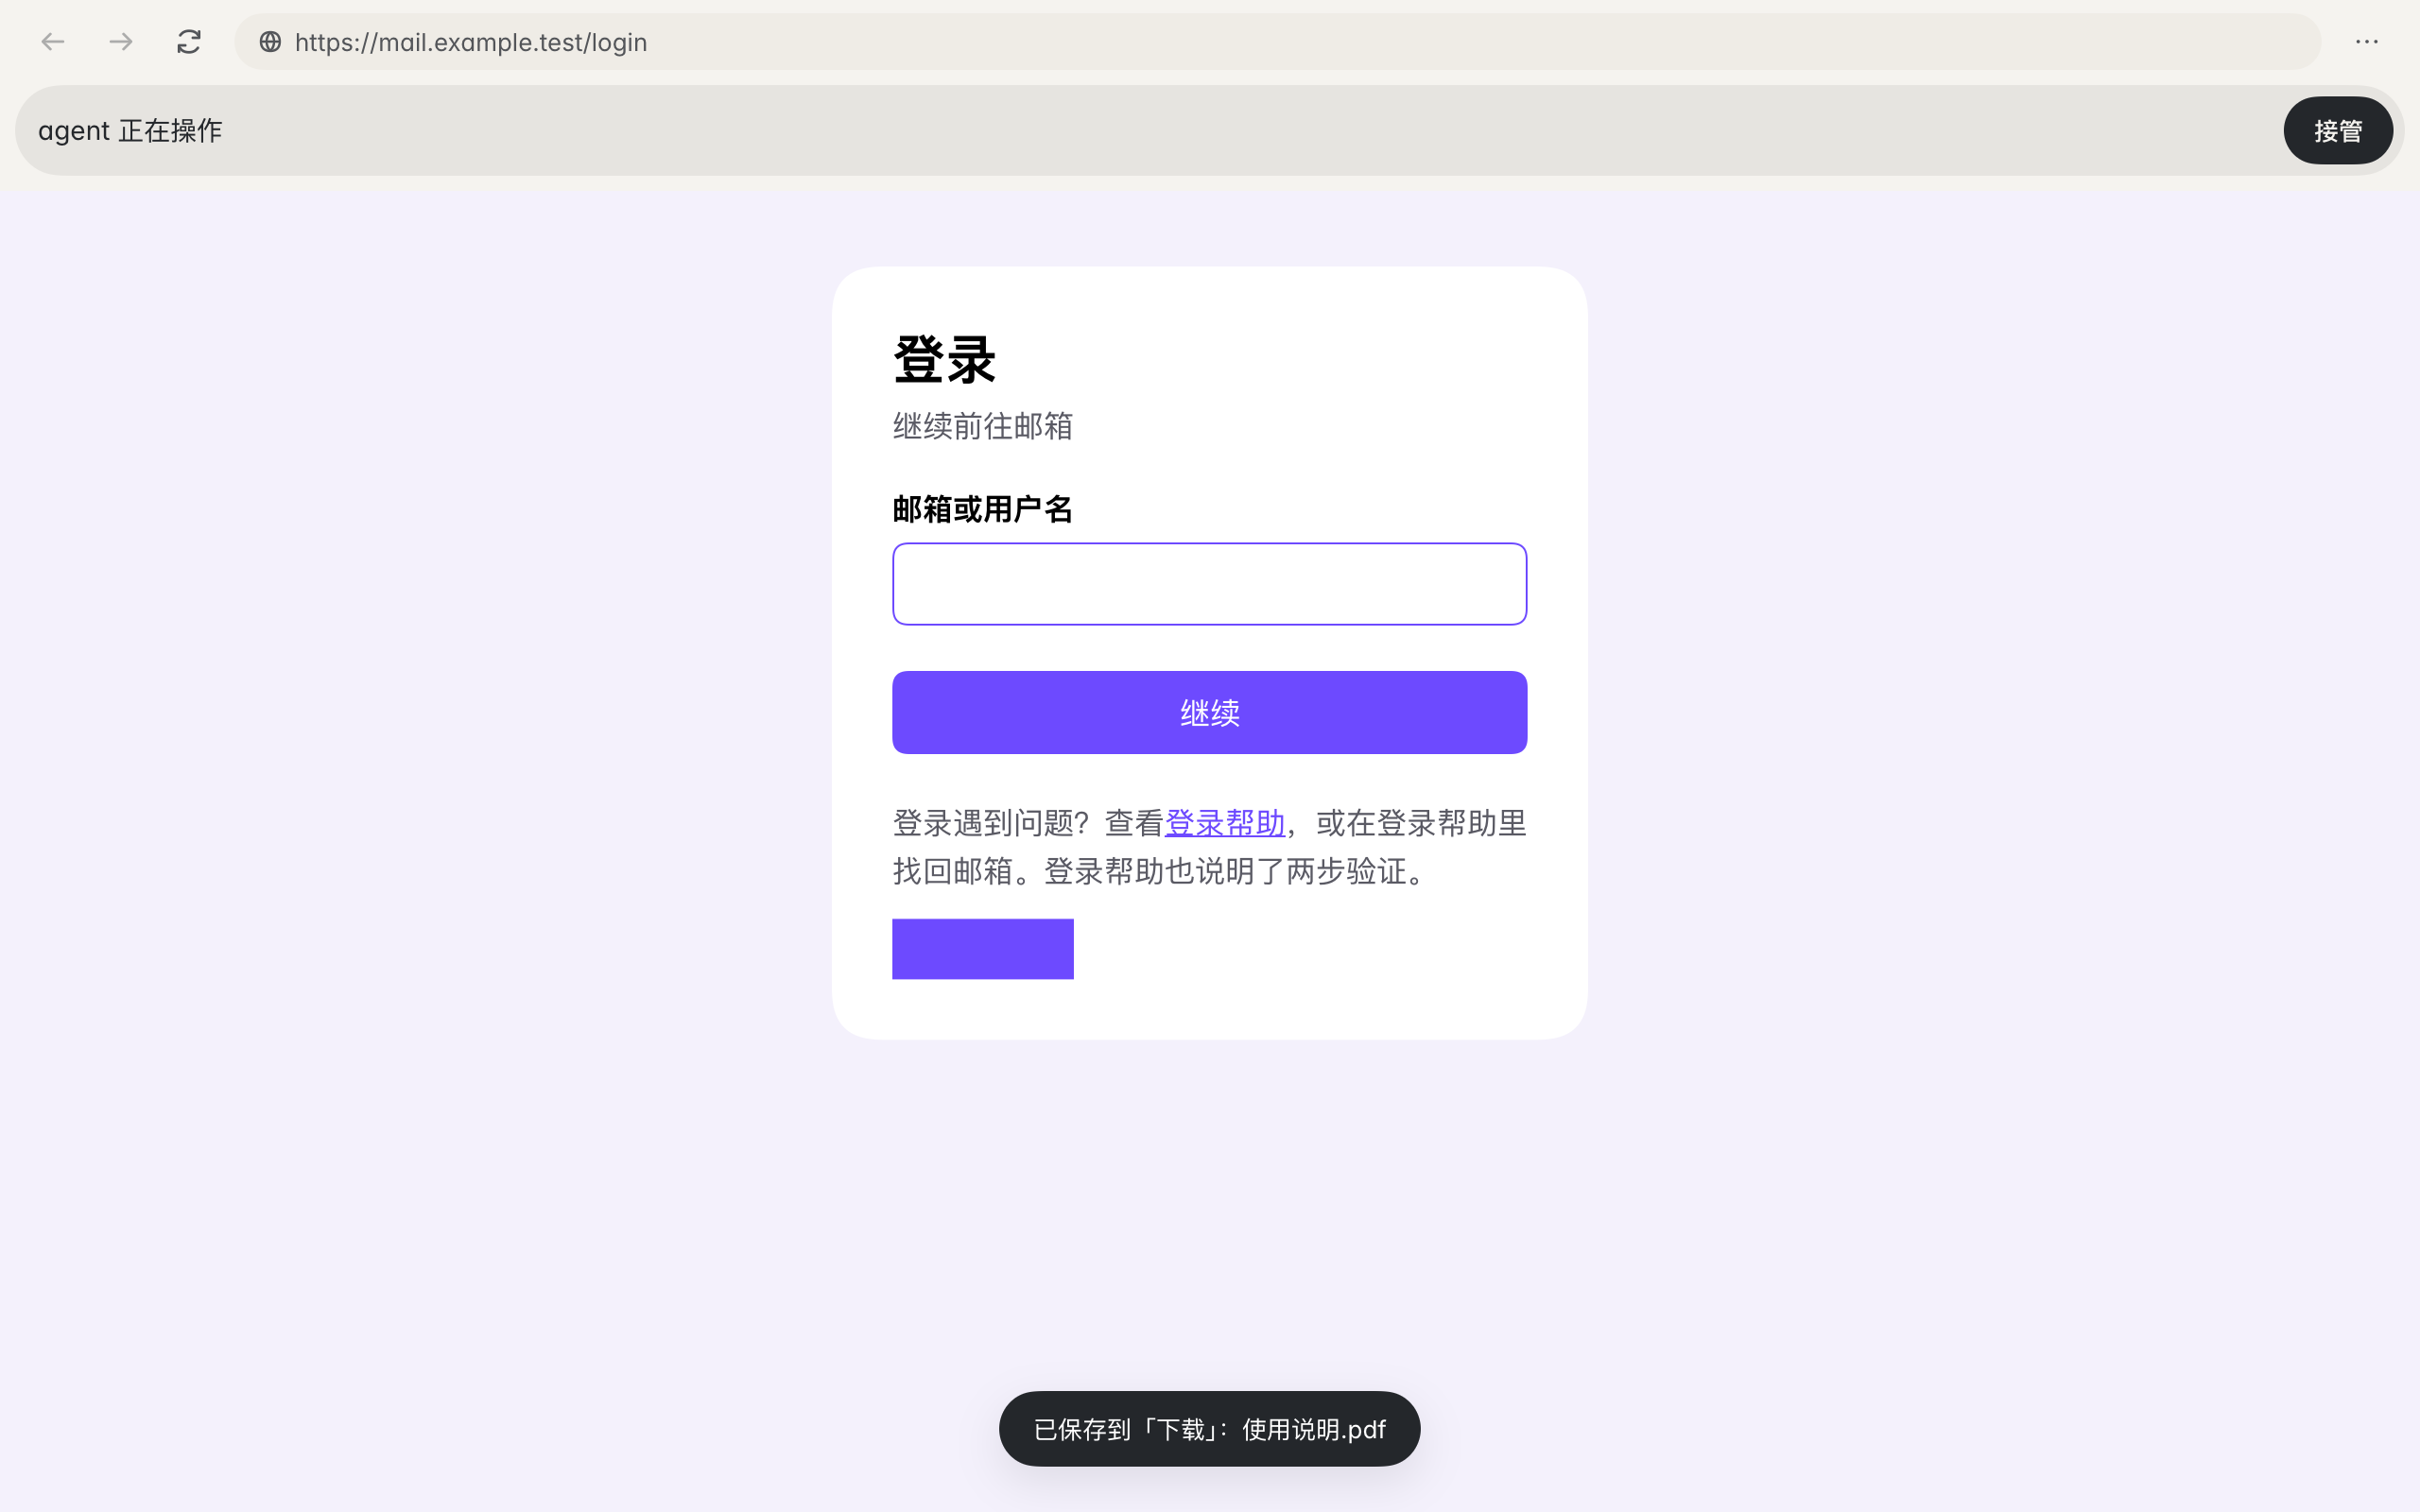 https://mail.example.test/login
agent 正在操作
接管
登录
继续前往邮箱
邮箱或用户名
继续
登录遇到问题？查看登录帮助，或在登录帮助里
找回邮箱。登录帮助也说明了两步验证。
已保存到「下载」：使用说明.pdf